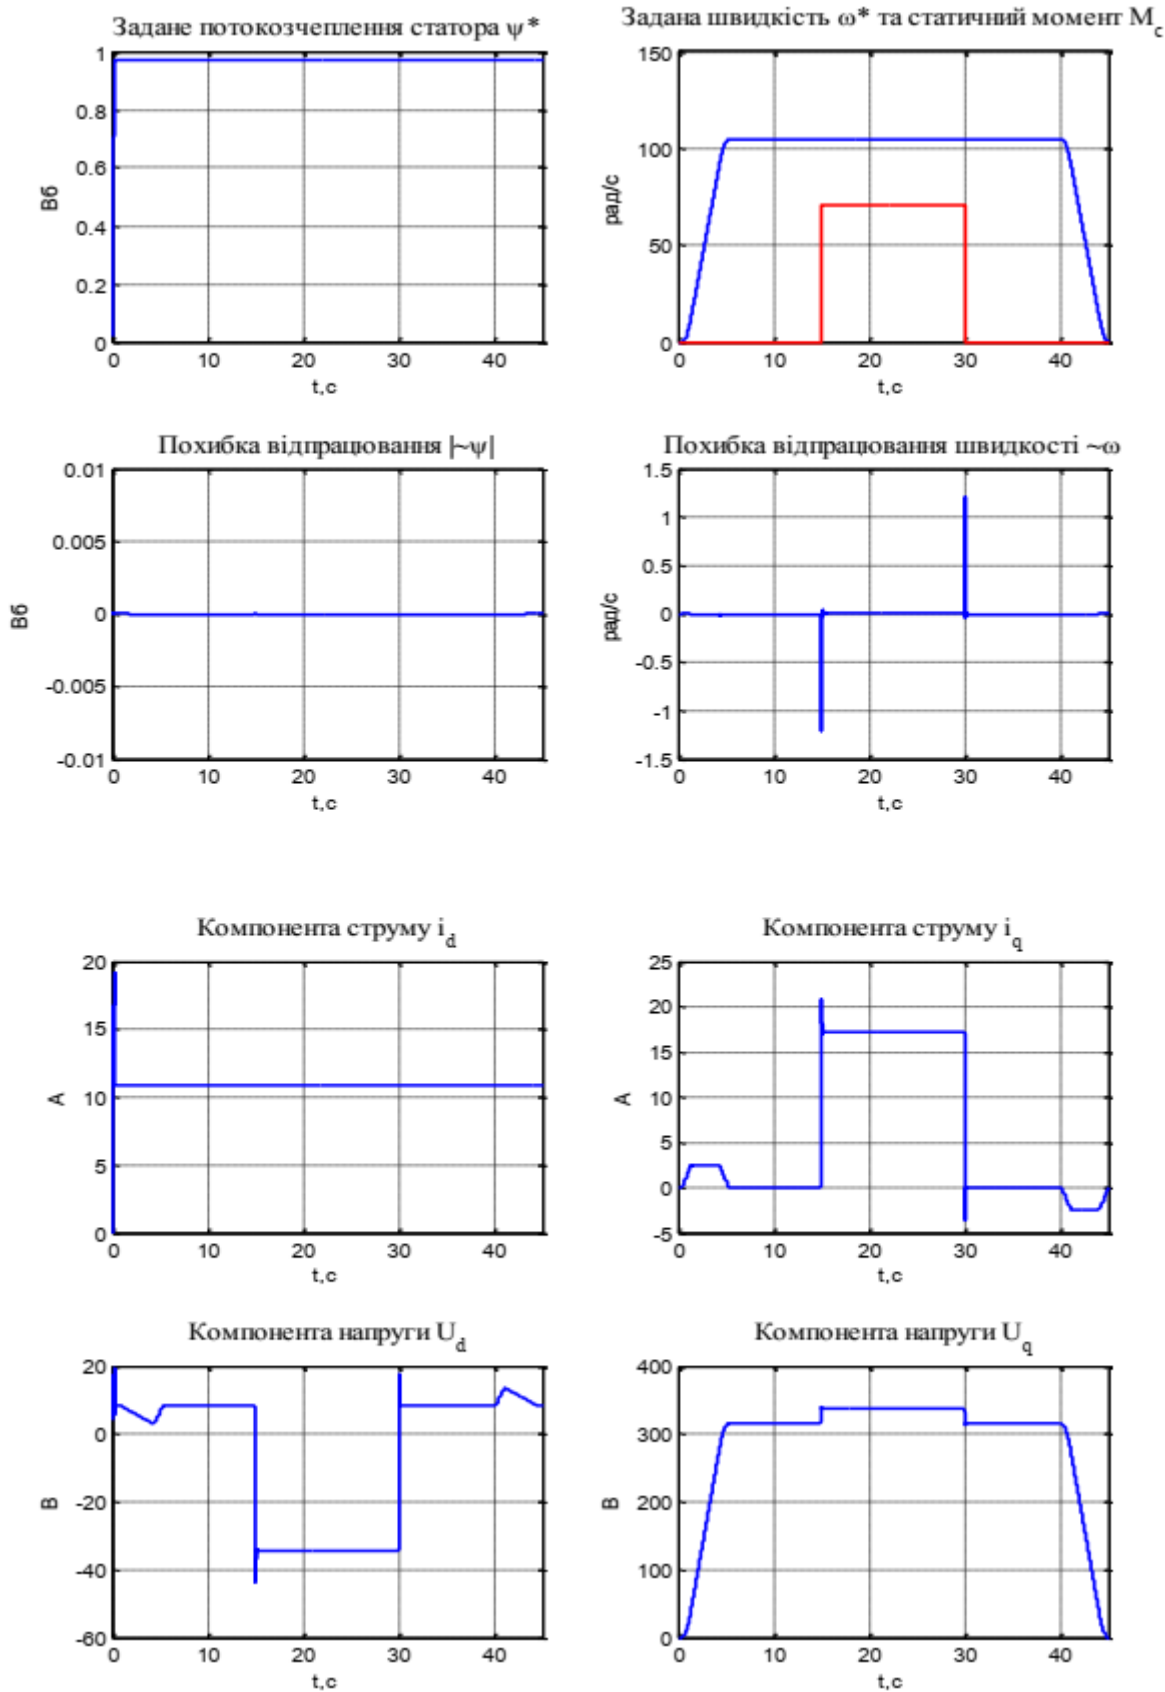 Задане потокозчеплення статора ψ*
1
0.8
0.6
0.4
0.2
0
Вб
0 10 20 30 40
t,c
Задана швидкість ω* та статичний момент M_c
150
100
50
0
рад/с
0 10 20 30 40
t,c
Похибка відпрацювання |~ψ|
0.01
0.005
0
-0.005
-0.01
Вб
0 10 20 30 40
t,c
Похибка відпрацювання швидкості ~ω
1.5
1
0.5
0
-0.5
-1
-1.5
рад/с
0 10 20 30 40
t,c
Компонента струму i_d
20
15
10
5
0
А
0 10 20 30 40
t,c
Компонента струму i_q
25
20
15
10
5
0
-5
А
0 10 20 30 40
t,c
Компонента напруги U_d
20
0
-20
-40
-60
В
0 10 20 30 40
t,c
Компонента напруги U_q
400
300
200
100
0
В
0 10 20 30 40
t,c